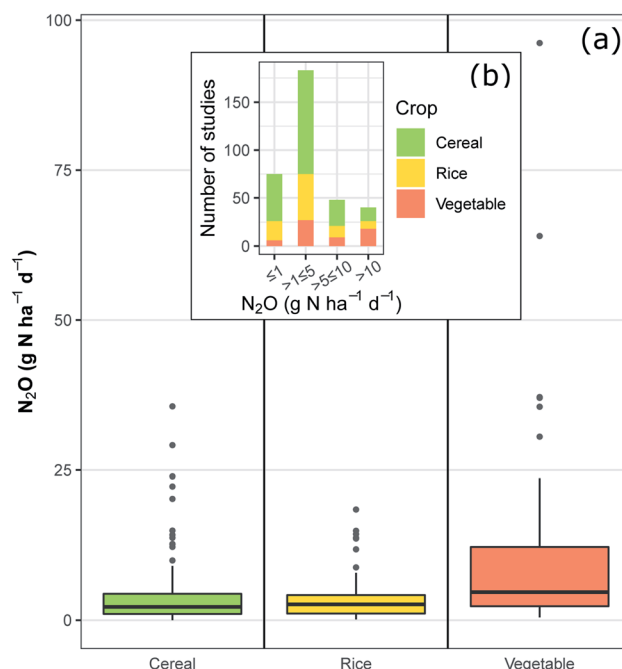 100
(a)
(b)
Number of studies
150
100
50
0
≤1
>1≤5
>5≤10
>10
N₂O (g N ha⁻¹ d⁻¹)
Crop
Cereal
Rice
Vegetable
75
50
N₂O (g N ha⁻¹ d⁻¹)
25
0
Cereal Rice Vegetable